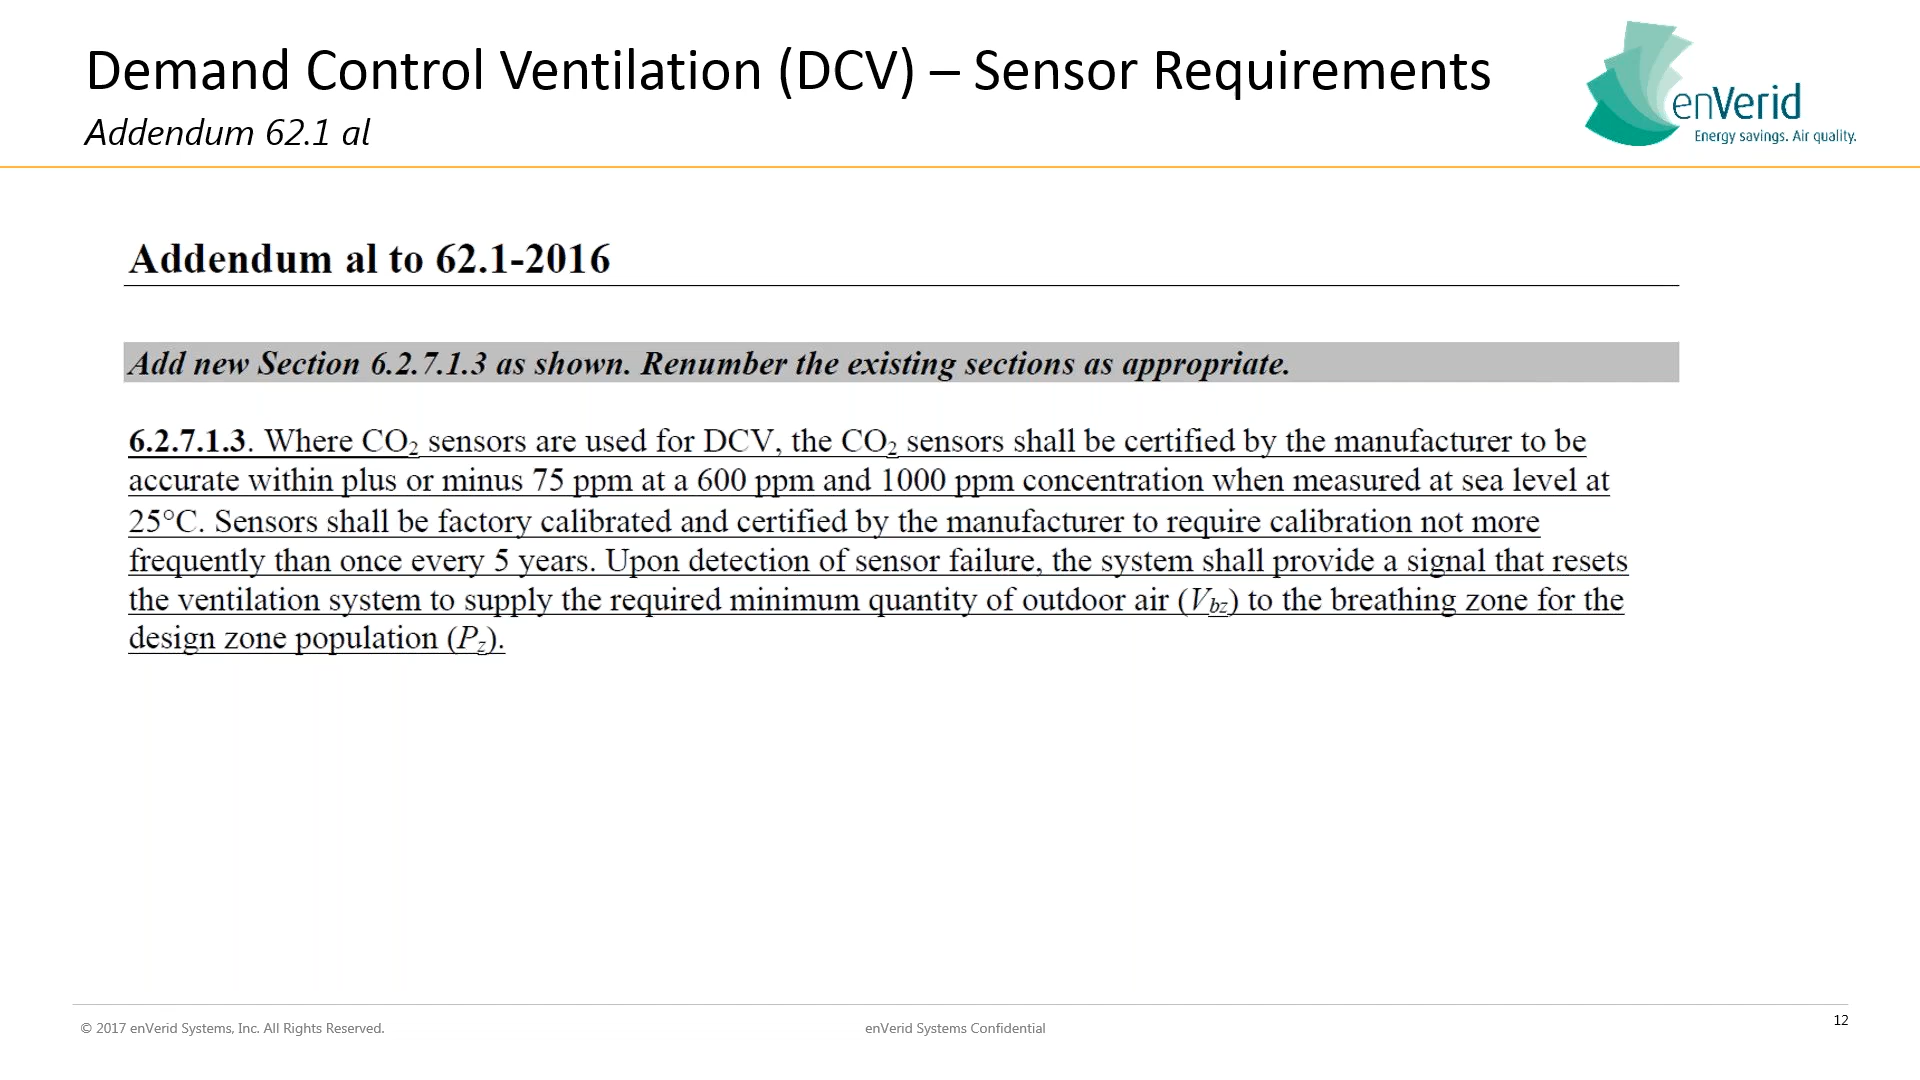 Demand Control Ventilation (DCV) – Sensor Requirements
Addendum 62.1 al
enVerid
Energy savings. Air quality.
Addendum al to 62.1-2016
Add new Section 6.2.7.1.3 as shown. Renumber the existing sections as appropriate.
6.2.7.1.3. Where CO₂ sensors are used for DCV, the CO₂ sensors shall be certified by the manufacturer to be
accurate within plus or minus 75 ppm at a 600 ppm and 1000 ppm concentration when measured at sea level at
25°C. Sensors shall be factory calibrated and certified by the manufacturer to require calibration not more
frequently than once every 5 years. Upon detection of sensor failure, the system shall provide a signal that resets
the ventilation system to supply the required minimum quantity of outdoor air (Vbz) to the breathing zone for the
design zone population (Pz).
© 2017 enVerid Systems, Inc. All Rights Reserved.
enVerid Systems Confidential
12